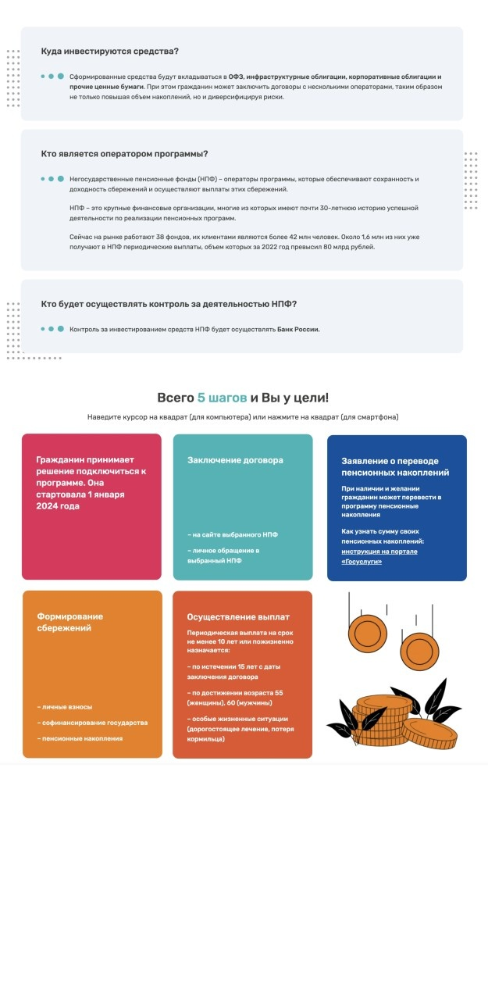 Куда инвестируются средства?
Сформированные средства будут вкладываться в ОФЗ, инфраструктурные облигации, корпоративные облигации и
прочие ценные бумаги. При этом гражданин может заключить договоры с несколькими операторами, таким образом
не только повышая объем накоплений, но и диверсифицируя риски.
Кто является оператором программы?
Негосударственные пенсионные фонды (НПФ) – операторы программы, которые обеспечивают сохранность и
доходность сбережений и осуществляют выплаты этих сбережений.
НПФ – это крупные финансовые организации, многие из которых имеют почти 30-летнюю историю успешной
деятельности по реализации пенсионных программ.
Сейчас на рынке работают 38 фондов, их клиентами являются более 42 млн человек. Около 1,6 млн из них уже
получают в НПФ периодические выплаты, объем которых за 2022 год превысил 80 млрд рублей.
Кто будет осуществлять контроль за деятельностью НПФ?
Контроль за инвестированием средств НПФ будет осуществлять Банк России.
Всего 5 шагов и Вы у цели!
Наведите курсор на квадрат (для компьютера) или нажмите на квадрат (для смартфона)
Гражданин принимает
решение подключиться к
программе. Она
стартовала 1 января
2024 года
Заключение договора
– на сайте выбранного НПФ
– личное обращение в
выбранный НПФ
Заявление о переводе
пенсионных накоплений
При наличии и желании
гражданин может перевести в
программу пенсионные
накопления
Как узнать сумму своих
пенсионных накоплений:
инструкция на портале
«Госуслуги»
Формирование
сбережений
– личные взносы
– софинансирование государства
– пенсионные накопления
Осуществление выплат
Периодическая выплата на срок
не менее 10 лет или пожизненно
назначается:
– по истечении 15 лет с даты
заключения договора
– по достижении возраста 55
(женщины), 60 (мужчины)
– особые жизненные ситуации
(дорогостоящее лечение, потеря
кормильца)